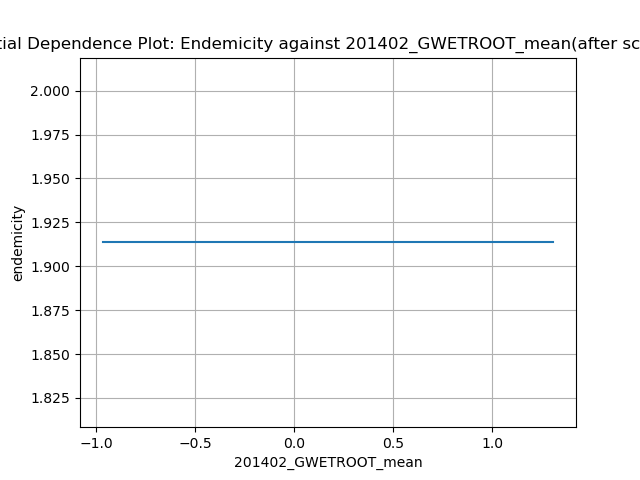 tial Dependence Plot: Endemicity against 201402_GWETROOT_mean(after sc
2.000
1.975
1.950
1.925
1.900
1.875
1.850
1.825
endemicity
−1.0 −0.5 0.0 0.5 1.0
201402_GWETROOT_mean